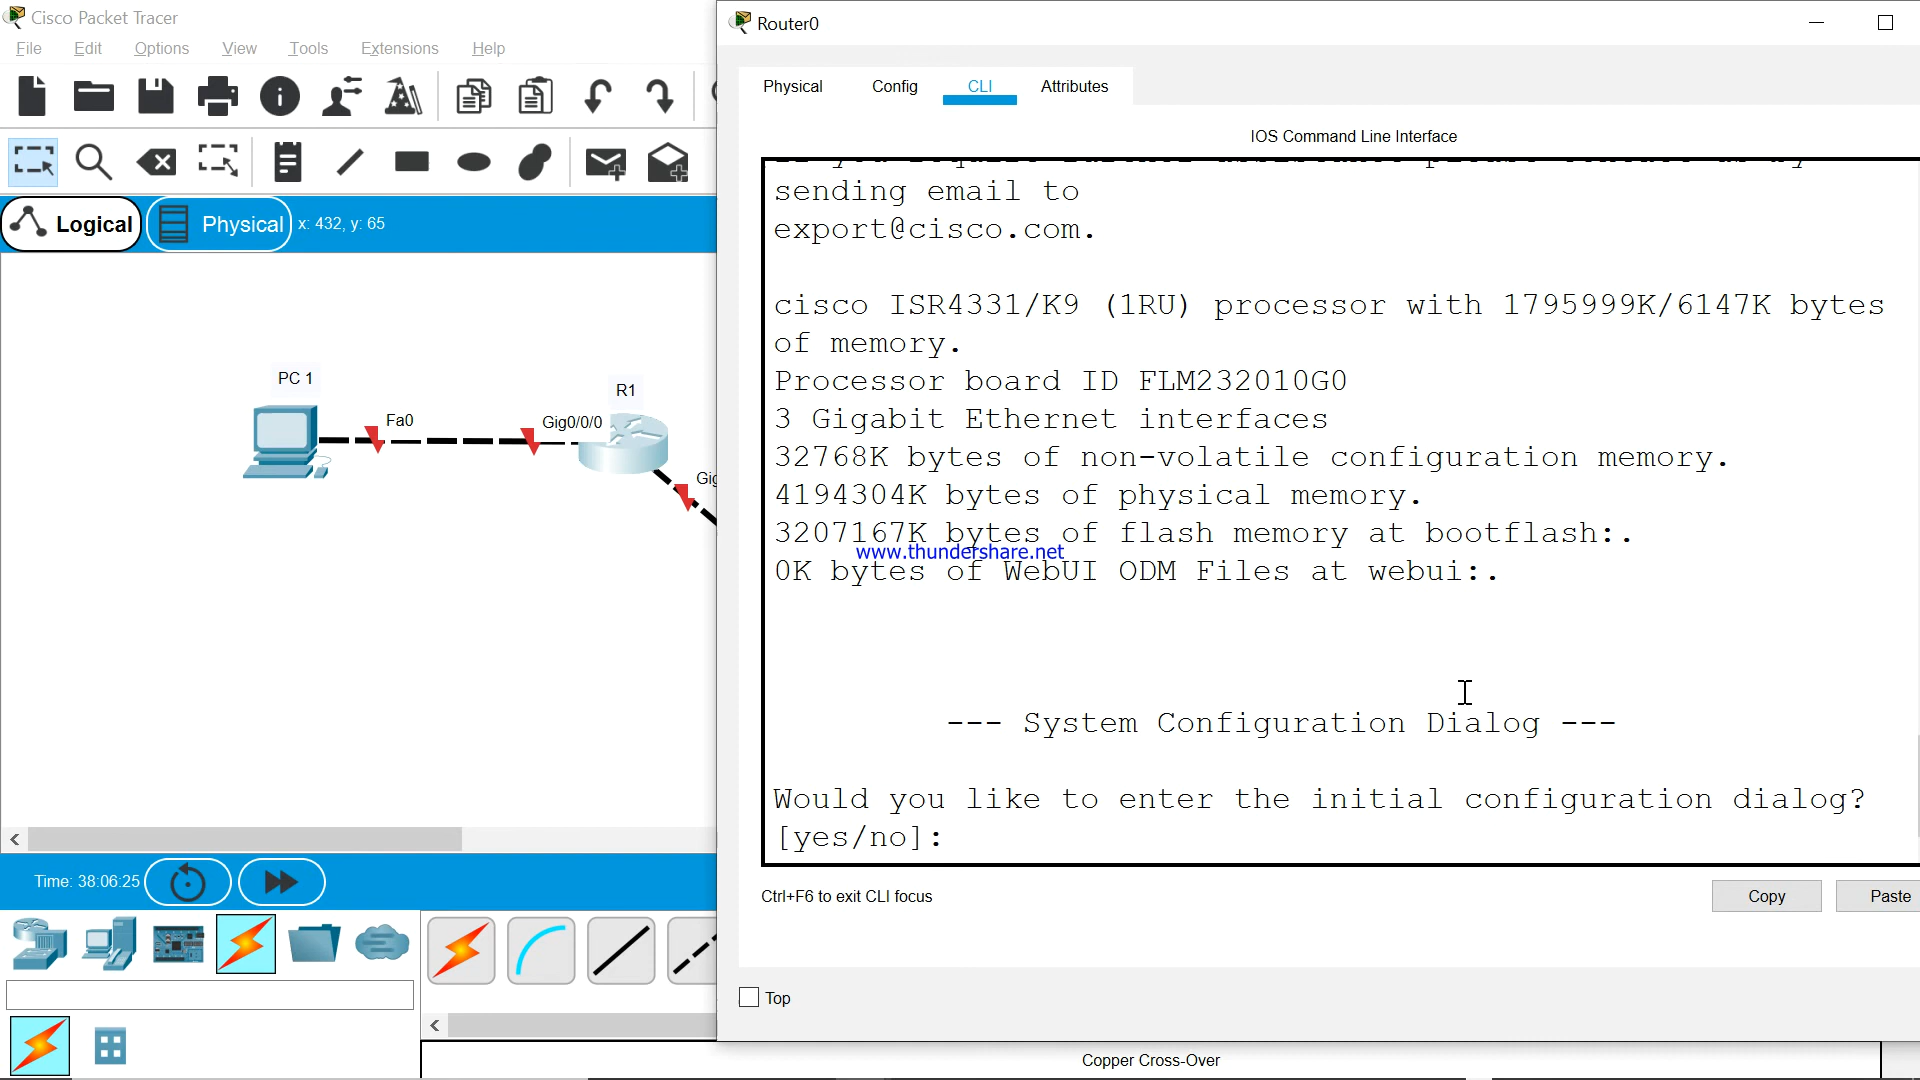 Cisco Packet Tracer
File Edit Options View Tools Extensions Help
Logical Physical x: 432, y: 65
PC 1
Fa0
Gig0/0/0
R1
Gig
Time: 38:06:25
Router0
Physical Config CLI Attributes
IOS Command Line Interface
sending email to
export@cisco.com.
cisco ISR4331/K9 (1RU) processor with 1795999K/6147K bytes
of memory.
Processor board ID FLM232010G0
3 Gigabit Ethernet interfaces
32768K bytes of non-volatile configuration memory.
4194304K bytes of physical memory.
3207167K bytes of flash memory at bootflash:.
www.thundershare.net
0K bytes of WebUI ODM Files at webui:.
--- System Configuration Dialog ---
Would you like to enter the initial configuration dialog?
[yes/no]:
Ctrl+F6 to exit CLI focus
Copy Paste
Top
Copper Cross-Over